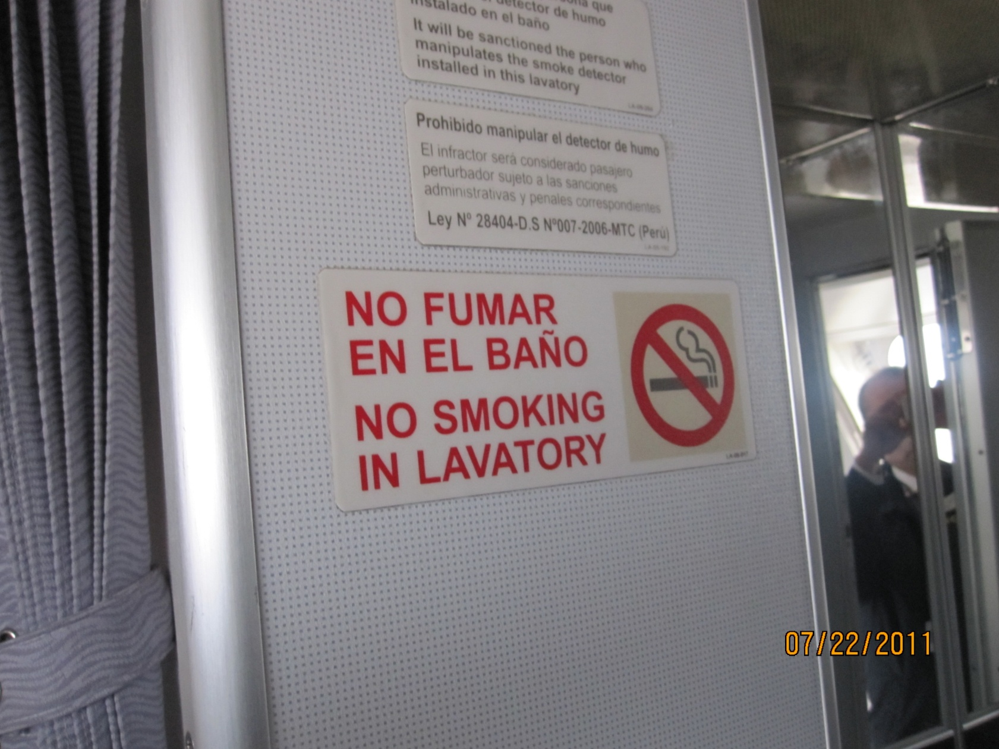 que
detector de humo
instalado en el baño
It will be sanctioned the person who
manipulates the smoke detector
installed in this lavatory
Prohibido manipular el detector de humo
El infractor será considerado pasajero
perturbador sujeto a las sanciones
administrativas y penales correspondientes
Ley Nº 28404-D.S Nº007-2006-MTC (Perú)
NO FUMAR
EN EL BAÑO
NO SMOKING
IN LAVATORY
07/22/2011